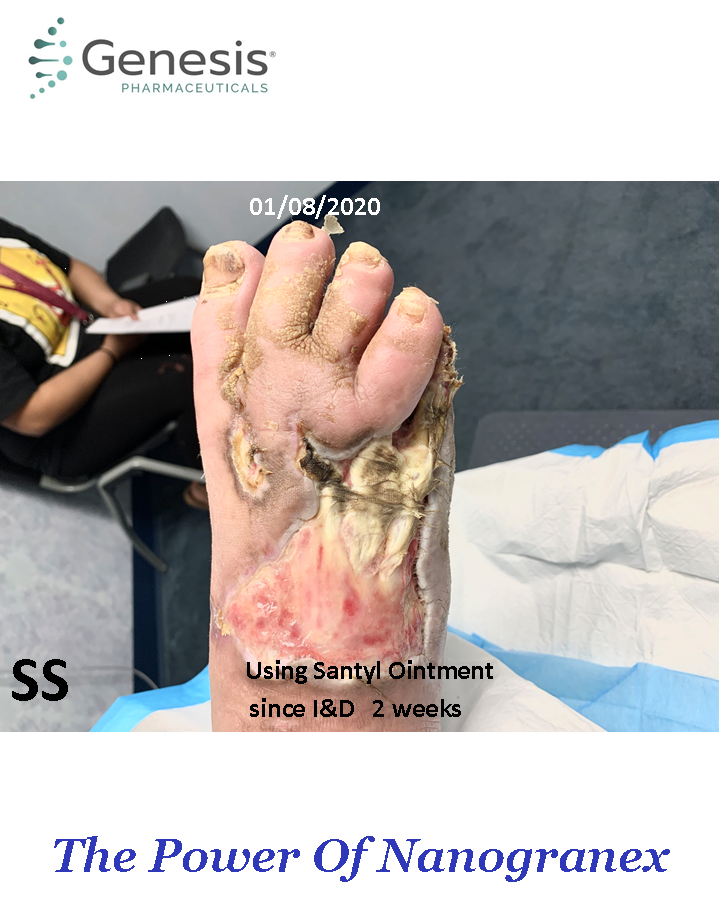 Genesis®
PHARMACEUTICALS
01/08/2020
SS
Using Santyl Ointment
since I&D 2 weeks
The Power Of Nanogranex